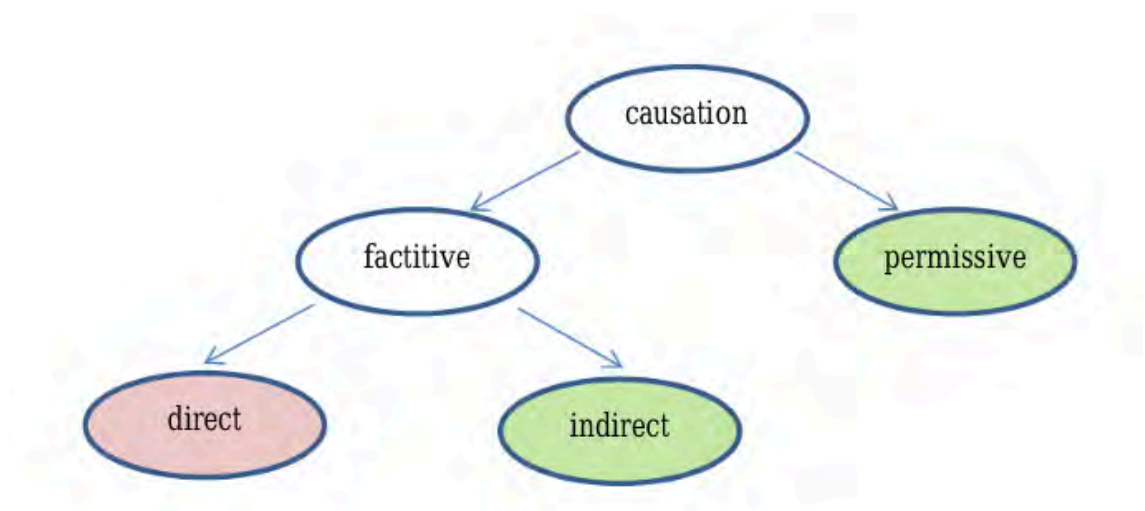 causation
factitive
permissive
direct
indirect